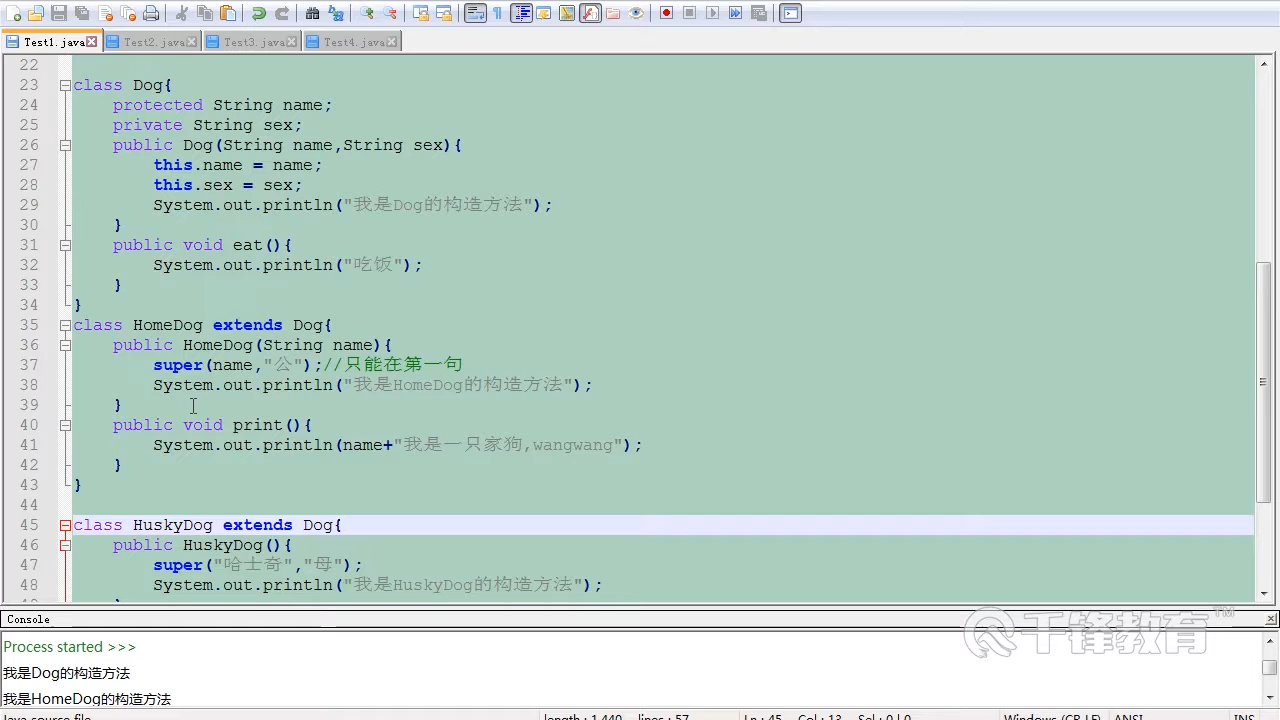 Test1.java
Test2.java
Test3.java
Test4.java
22
23 class Dog{
24 protected String name;
25 private String sex;
26 public Dog(String name,String sex){
27 this.name = name;
28 this.sex = sex;
29 System.out.println("我是Dog的构造方法");
30 }
31 public void eat(){
32 System.out.println("吃饭");
33 }
34 }
35 class HomeDog extends Dog{
36 public HomeDog(String name){
37 super(name,"公");//只能在第一句
38 System.out.println("我是HomeDog的构造方法");
39 }
40 public void print(){
41 System.out.println(name+"我是一只家狗,wangwang");
42 }
43 }
44
45 class HuskyDog extends Dog{
46 public HuskyDog(){
47 super("哈士奇","母");
48 System.out.println("我是HuskyDog的构造方法");
Console
千锋教育™
Process started >>>
我是Dog的构造方法
我是HomeDog的构造方法
Java source file length : 1,440 lines : 57 Ln : 45 Col : 13 Sel : 0 | 0 Windows (CR LF) ANSI INS